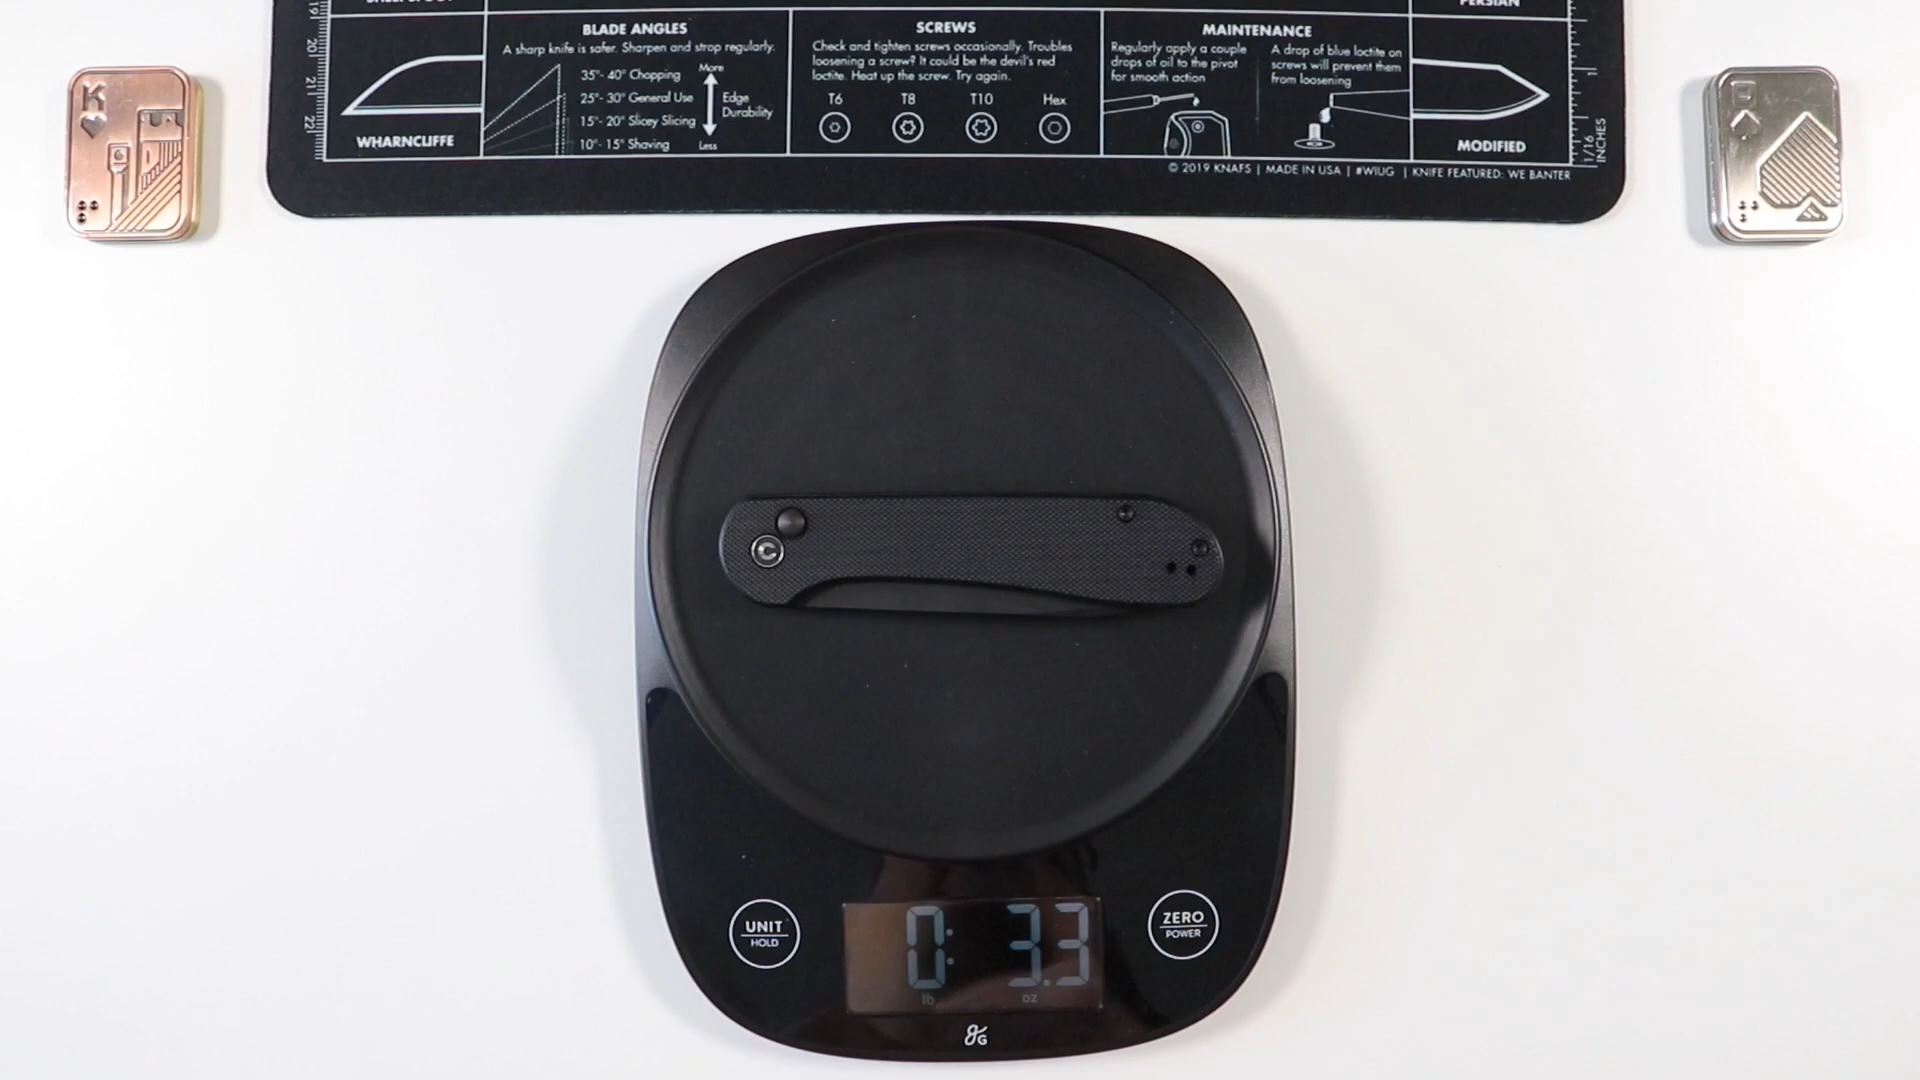 PERSIAN
19
20
21
22
WHARNCLIFFE
BLADE ANGLES
A sharp knife is safer. Sharpen and strop regularly.
35°- 40° Chopping
25°- 30° General Use
15°- 20° Slicey Slicing
10°- 15° Shaving
More
Edge
Durability
Less
SCREWS
Check and tighten screws occasionally. Troubles
loosening a screw? It could be the devil's red
loctite. Heat up the screw. Try again.
T6 T8 T10 Hex
MAINTENANCE
Regularly apply a couple
drops of oil to the pivot
for smooth action
A drop of blue loctite on
screws will prevent them
from loosening
MODIFIED
1/16
INCHES
© 2019 KNAFS | MADE IN USA | #WIUG | KNIFE FEATURED: WE BANTER
K
C
UNIT
HOLD
0: 3.3
lb oz
ZERO
POWER
G